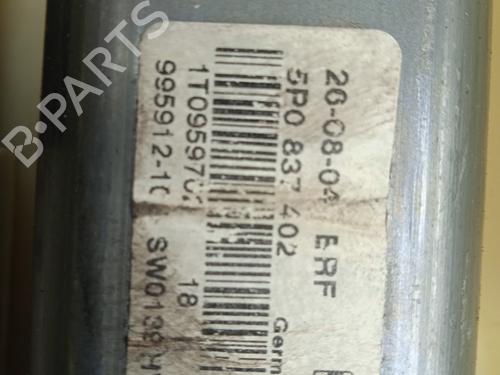 26-08-04 ERF
5P0 837 402
Germ
18
1T0959702
995912-10
SW0138 H
B-PARTS